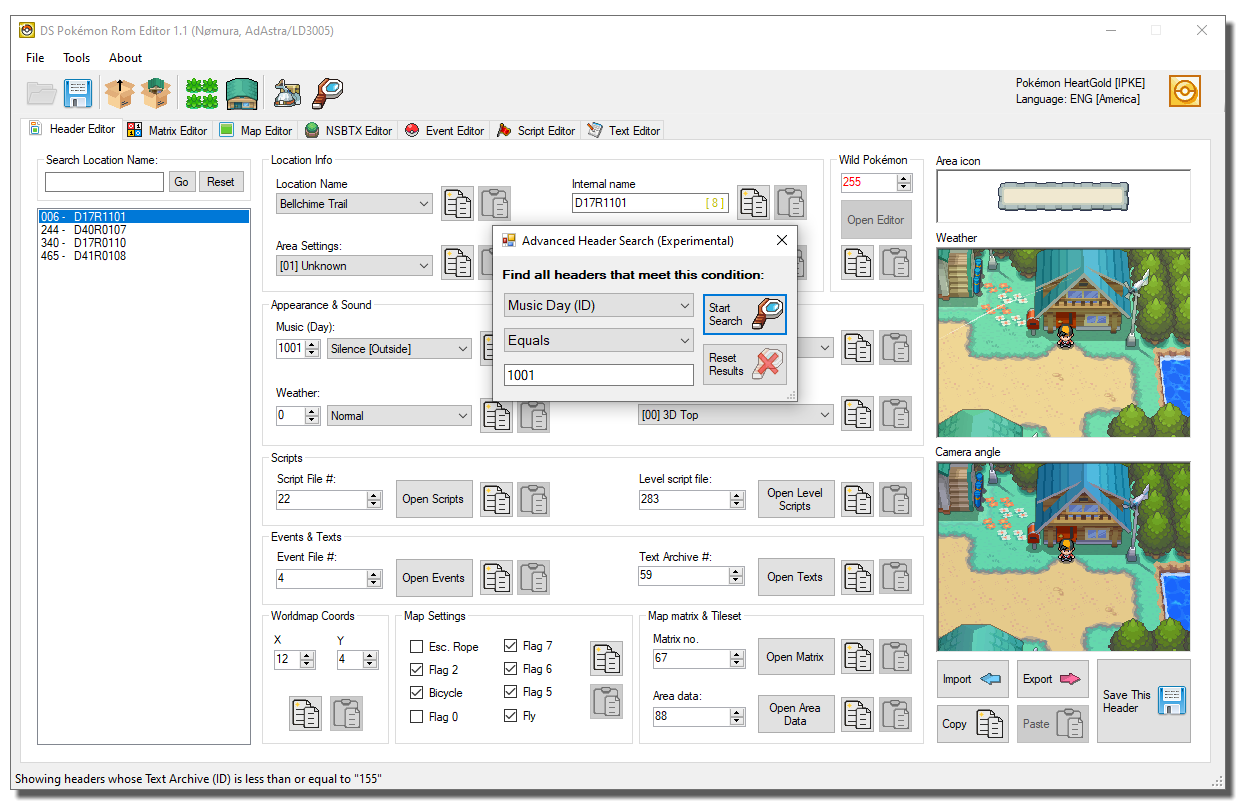 DS Pokémon Rom Editor 1.1 (Nømura, AdAstra/LD3005)
File Tools About
Pokémon HeartGold [IPKE]
Language: ENG [America]
Header Editor Matrix Editor Map Editor NSBTX Editor Event Editor Script Editor Text Editor
Search Location Name:
Go Reset
006 - D17R1101
244 - D40R0107
340 - D17R0110
465 - D41R0108
Location Info
Location Name
Bellchime Trail
Internal name
D17R1101 [8]
Area Settings:
[01] Unknown
Wild Pokémon
255
Open Editor
Area icon
Weather
Advanced Header Search (Experimental)
Find all headers that meet this condition:
Music Day (ID)
Equals
1001
Start
Search
Reset
Results
Appearance & Sound
Music (Day):
1001 Silence [Outside]
Weather:
0 Normal
[00] 3D Top
Camera angle
Scripts
Script File #:
22
Open Scripts
Level script file:
283
Open Level
Scripts
Events & Texts
Event File #:
4
Open Events
Text Archive #:
59
Open Texts
Worldmap Coords
X Y
12 4
Map Settings
Esc. Rope Flag 7
Flag 2 Flag 6
Bicycle Flag 5
Flag 0 Fly
Map matrix & Tileset
Matrix no.
67
Open Matrix
Area data:
88
Open Area
Data
Import Export
Copy Paste
Save This
Header
Showing headers whose Text Archive (ID) is less than or equal to "155"